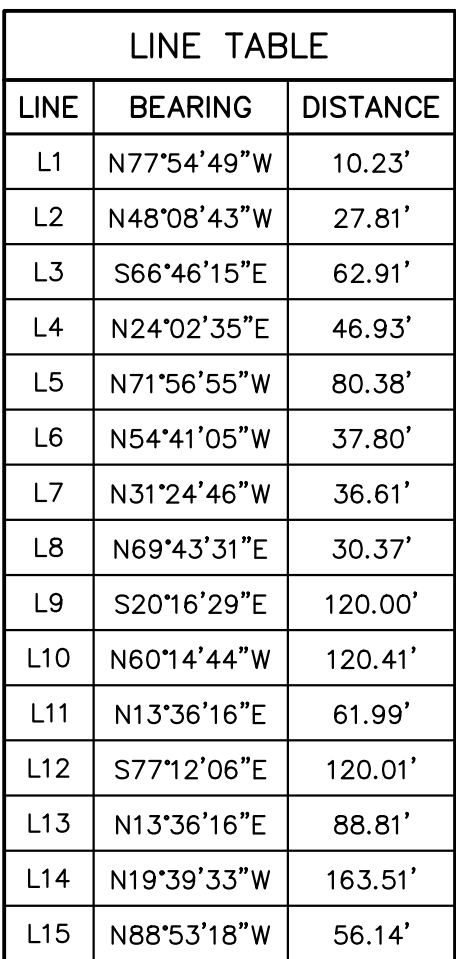 LINE TABLE
LINE BEARING DISTANCE
L1 N77°54'49"W 10.23'
L2 N48°08'43"W 27.81'
L3 S66°46'15"E 62.91'
L4 N24°02'35"E 46.93'
L5 N71°56'55"W 80.38'
L6 N54°41'05"W 37.80'
L7 N31°24'46"W 36.61'
L8 N69°43'31"E 30.37'
L9 S20°16'29"E 120.00'
L10 N60°14'44"W 120.41'
L11 N13°36'16"E 61.99'
L12 S77°12'06"E 120.01'
L13 N13°36'16"E 88.81'
L14 N19°39'33"W 163.51'
L15 N88°53'18"W 56.14'